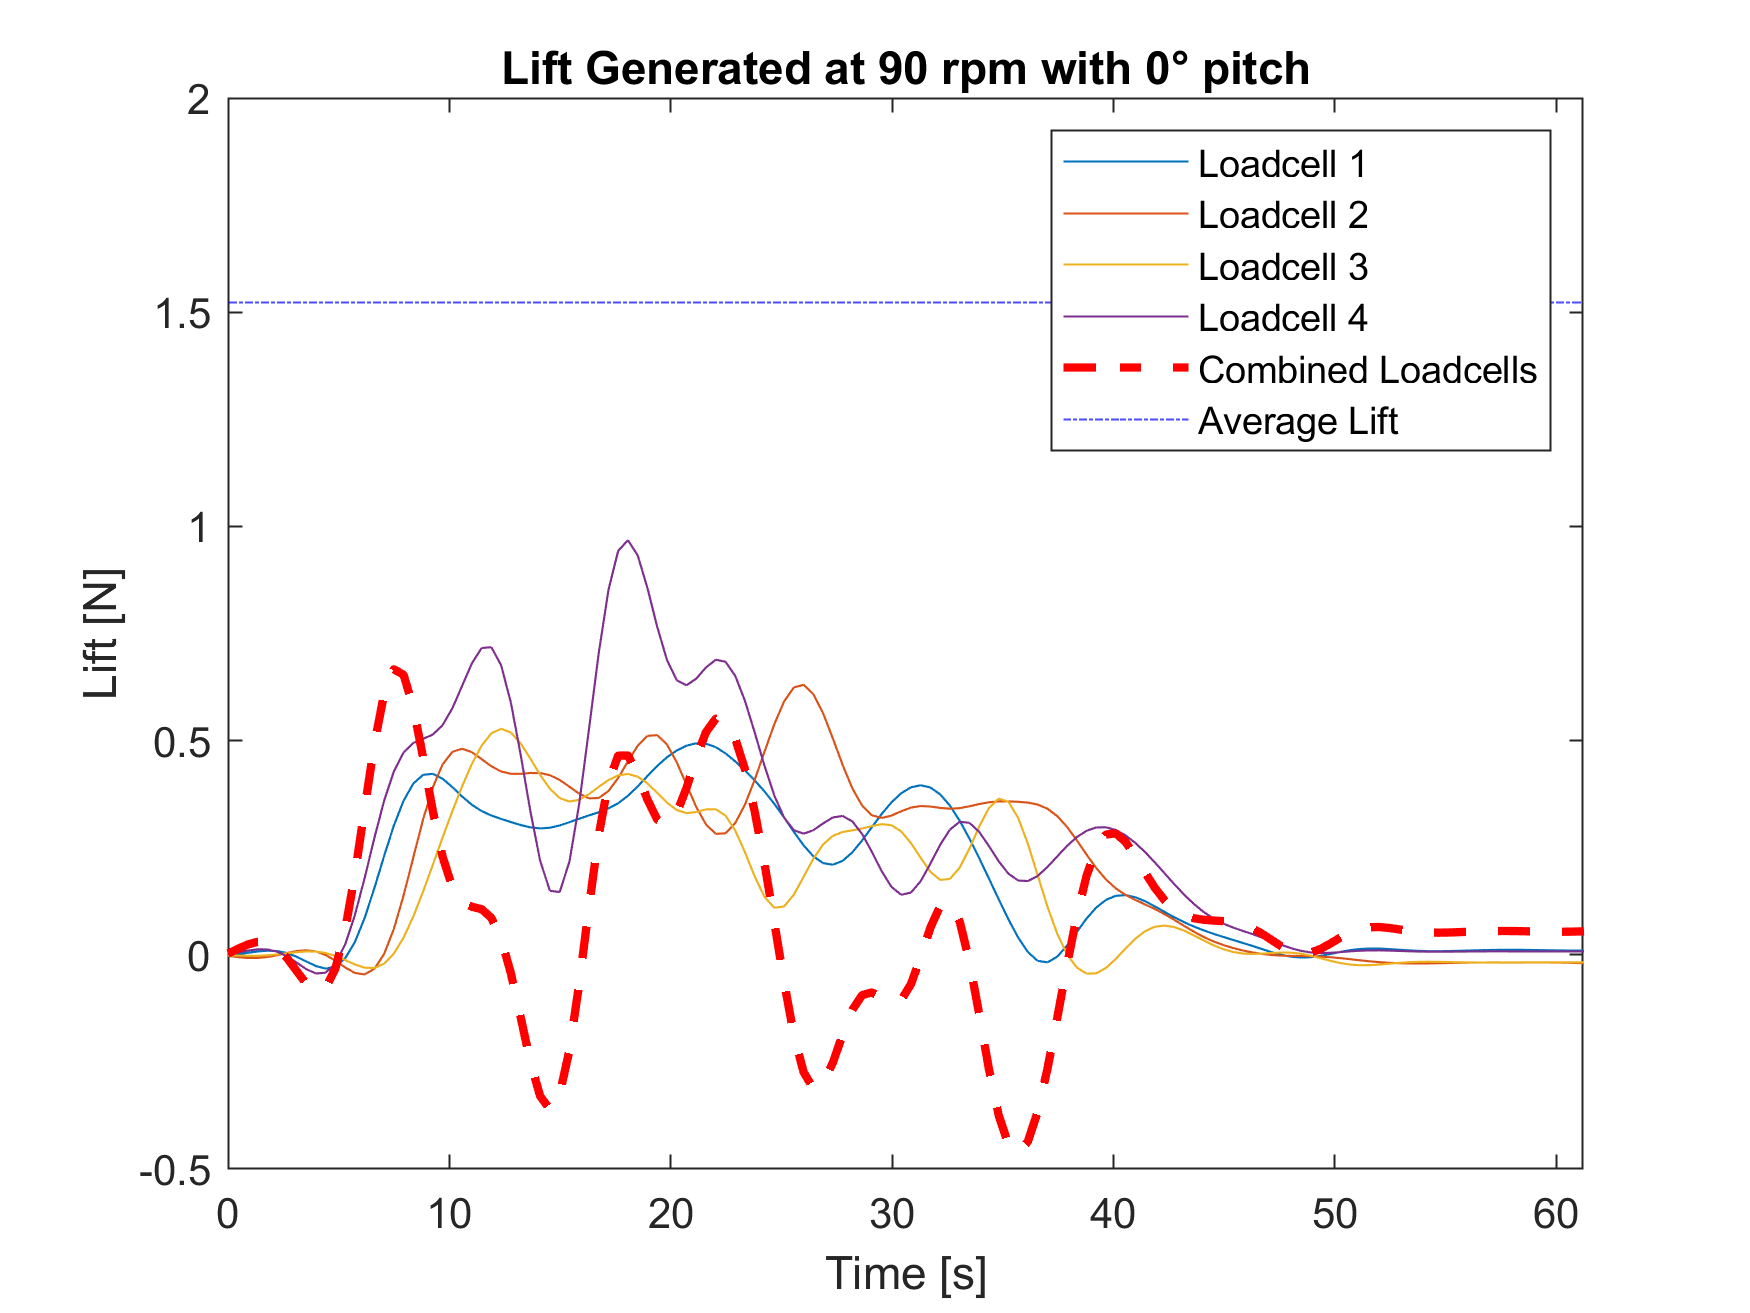 Lift Generated at 90 rpm with 0° pitch
2
1.5
1
0.5
0
-0.5
Lift [N]
Loadcell 1
Loadcell 2
Loadcell 3
Loadcell 4
Combined Loadcells
Average Lift
0 10 20 30 40 50 60
Time [s]